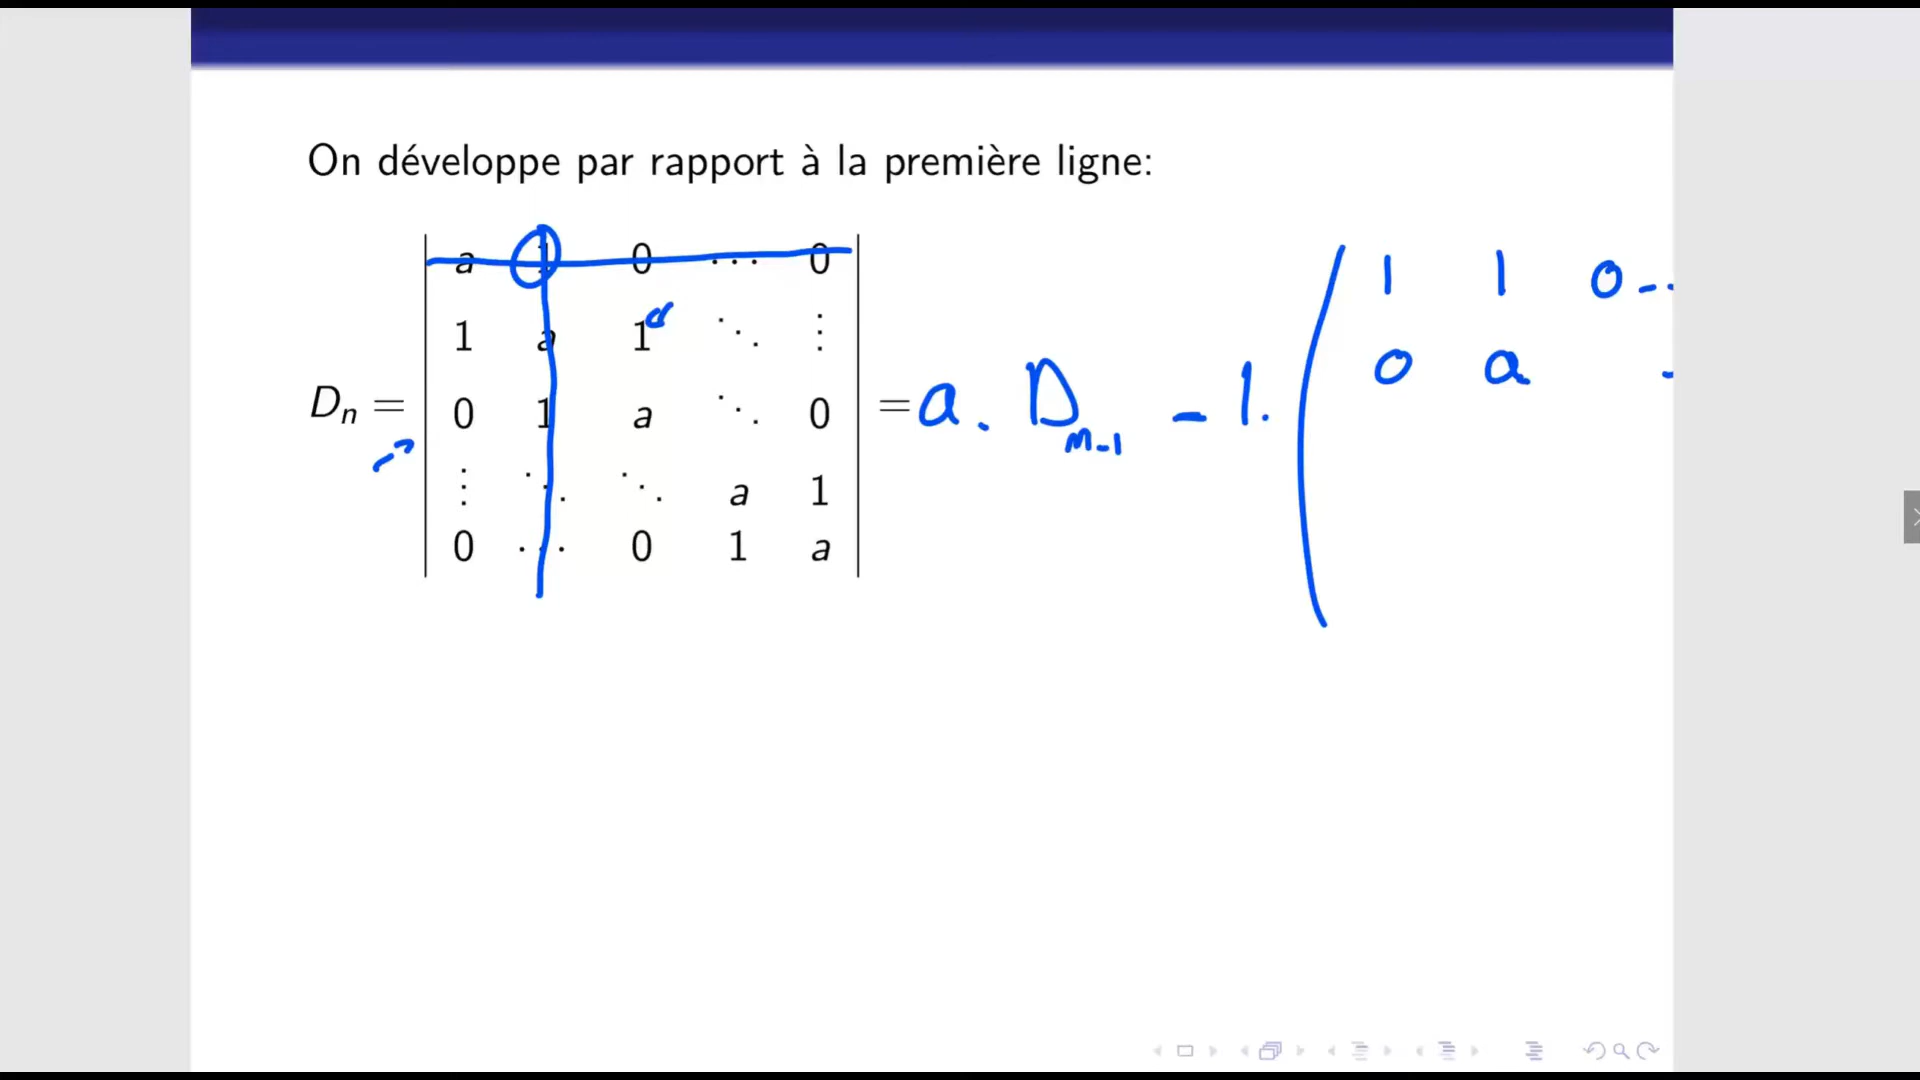 On développe par rapport à la première ligne:
a 1 0 ⋯ 0
1 a 1 ⋱ ⋮
Dₙ = 0 1 a ⋱ 0 = a . D_{n-1} - 1.
⋮ ⋱ ⋱ a 1
0 ⋯ 0 1 a
1 1 0 - -
0 a -